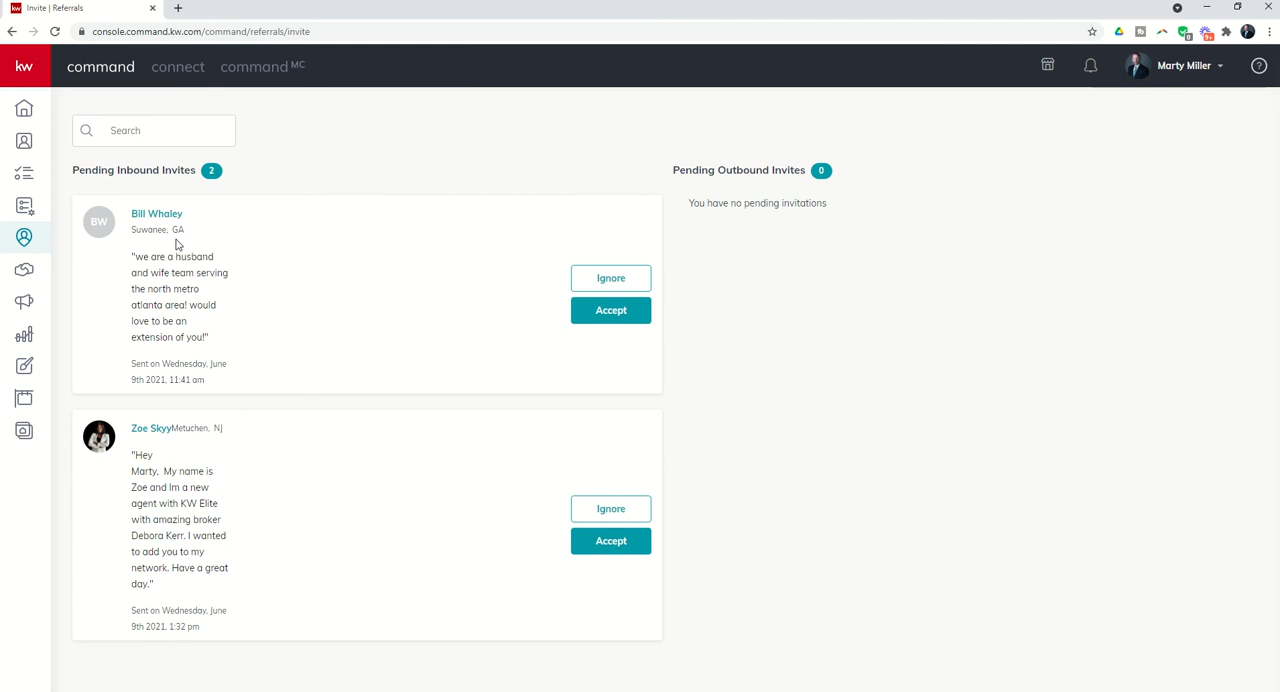 kw Invite | Referrals
console.command.kw.com/command/referrals/invite
0 9+
kw command connect command MC Marty Miller ?
Search
Pending Inbound Invites 2
BW
Bill Whaley
Suwanee, GA
"we are a husband
and wife team serving
the north metro
atlanta area! would
love to be an
extension of you!"
Sent on Wednesday, June
9th 2021, 11:41 am
Ignore
Accept
Zoe SkyyMetuchen, NJ
"Hey
Marty, My name is
Zoe and Im a new
agent with KW Elite
with amazing broker
Debora Kerr. I wanted
to add you to my
network. Have a great
day."
Sent on Wednesday, June
9th 2021, 1:32 pm
Ignore
Accept
Pending Outbound Invites 0
You have no pending invitations